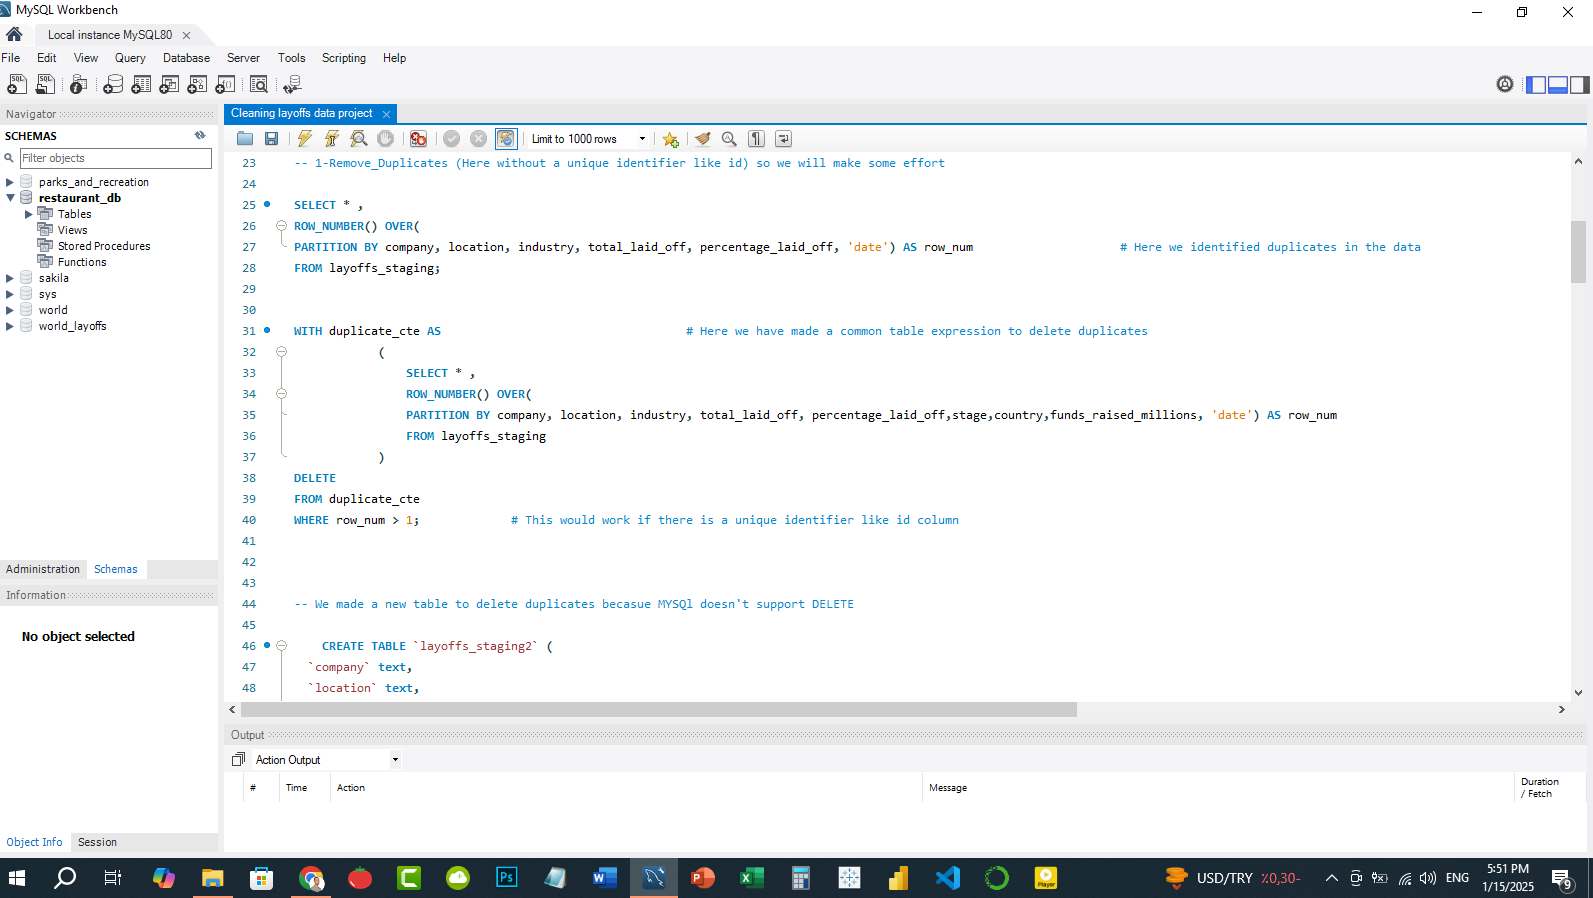 MySQL Workbench
Local instance MySQL80
File Edit View Query Database Server Tools Scripting Help
Navigator
SCHEMAS
Filter objects
parks_and_recreation
restaurant_db
Tables
Views
Stored Procedures
Functions
sakila
sys
world
world_layoffs
Administration Schemas
Information
No object selected
Object Info Session
Cleaning layoffs data project
Limit to 1000 rows
23 -- 1-Remove_Duplicates (Here without a unique identifier like id) so we will make some effort
24
25 SELECT * ,
26 ROW_NUMBER() OVER(
27 PARTITION BY company, location, industry, total_laid_off, percentage_laid_off, 'date') AS row_num # Here we identified duplicates in the data
28 FROM layoffs_staging;
29
30
31 WITH duplicate_cte AS # Here we have made a common table expression to delete duplicates
32 (
33 SELECT * ,
34 ROW_NUMBER() OVER(
35 PARTITION BY company, location, industry, total_laid_off, percentage_laid_off,stage,country,funds_raised_millions, 'date') AS row_num
36 FROM layoffs_staging
37 )
38 DELETE
39 FROM duplicate_cte
40 WHERE row_num > 1; # This would work if there is a unique identifier like id column
41
42
43
44 -- We made a new table to delete duplicates becasue MYSQl doesn't support DELETE
45
46 CREATE TABLE `layoffs_staging2` (
47 `company` text,
48 `location` text,
Output
Action Output
# Time Action Message Duration / Fetch
USD/TRY ٪0,30-
ENG
5:51 PM
1/15/2025
9